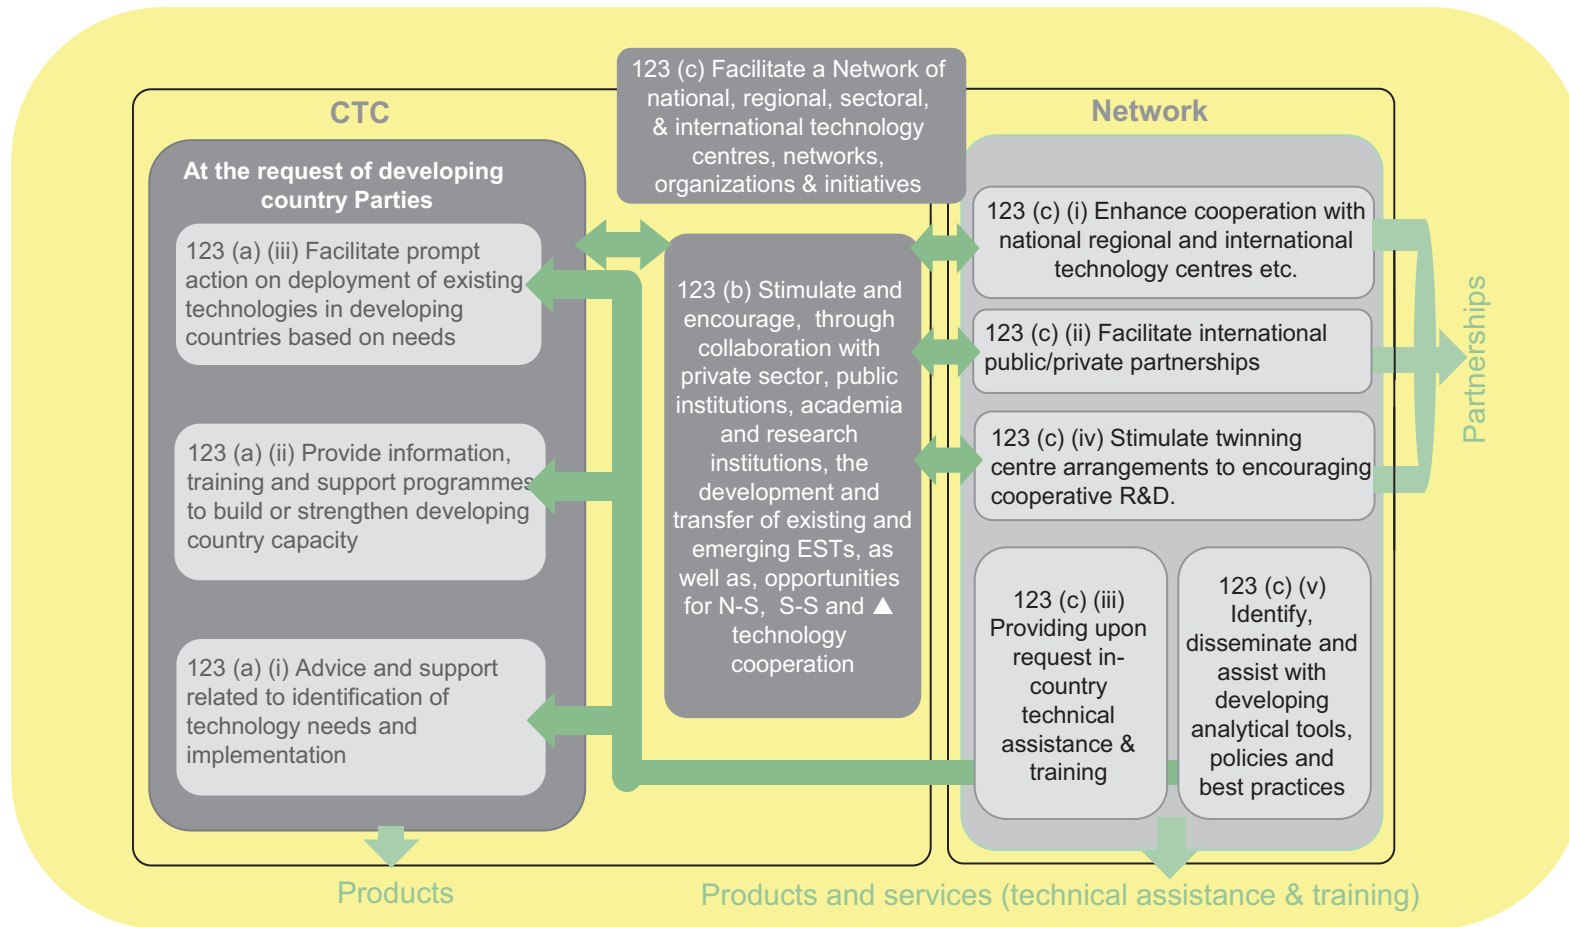 123 (c) Facilitate a Network of
national, regional, sectoral,
& international technology
centres, networks,
organizations & initiatives
CTC
At the request of developing
country Parties
123 (a) (iii) Facilitate prompt
action on deployment of existing
technologies in developing
countries based on needs
123 (a) (ii) Provide information,
training and support programmes
to build or strengthen developing
country capacity
123 (a) (i) Advice and support
related to identification of
technology needs and
implementation
Products
123 (b) Stimulate and
encourage, through
collaboration with
private sector, public
institutions, academia
and research
institutions, the
development and
transfer of existing and
emerging ESTs, as
well as, opportunities
for N-S, S-S and ▲
technology
cooperation
Network
123 (c) (i) Enhance cooperation with
national regional and international
technology centres etc.
123 (c) (ii) Facilitate international
public/private partnerships
123 (c) (iv) Stimulate twinning
centre arrangements to encouraging
cooperative R&D.
123 (c) (iii)
Providing upon
request in-
country
technical
assistance &
training
123 (c) (v)
Identify,
disseminate and
assist with
developing
analytical tools,
policies and
best practices
Partnerships
Products and services (technical assistance & training)